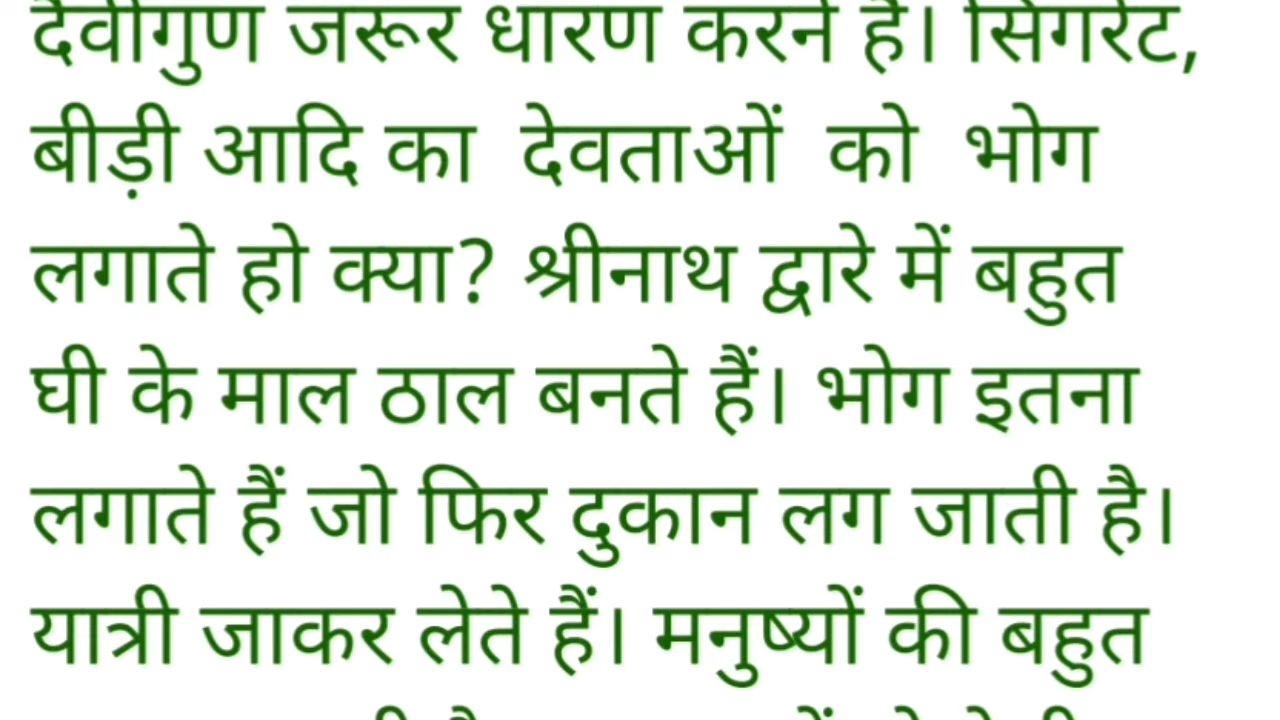 दैवीगुण जरूर धारण करने हैं। सिगरेट,
बीड़ी आदि का देवताओं को भोग
लगाते हो क्या? श्रीनाथ द्वारे में बहुत
घी के माल ठाल बनते हैं। भोग इतना
लगाते हैं जो फिर दुकान लग जाती है।
यात्री जाकर लेते हैं। मनुष्यों की बहुत